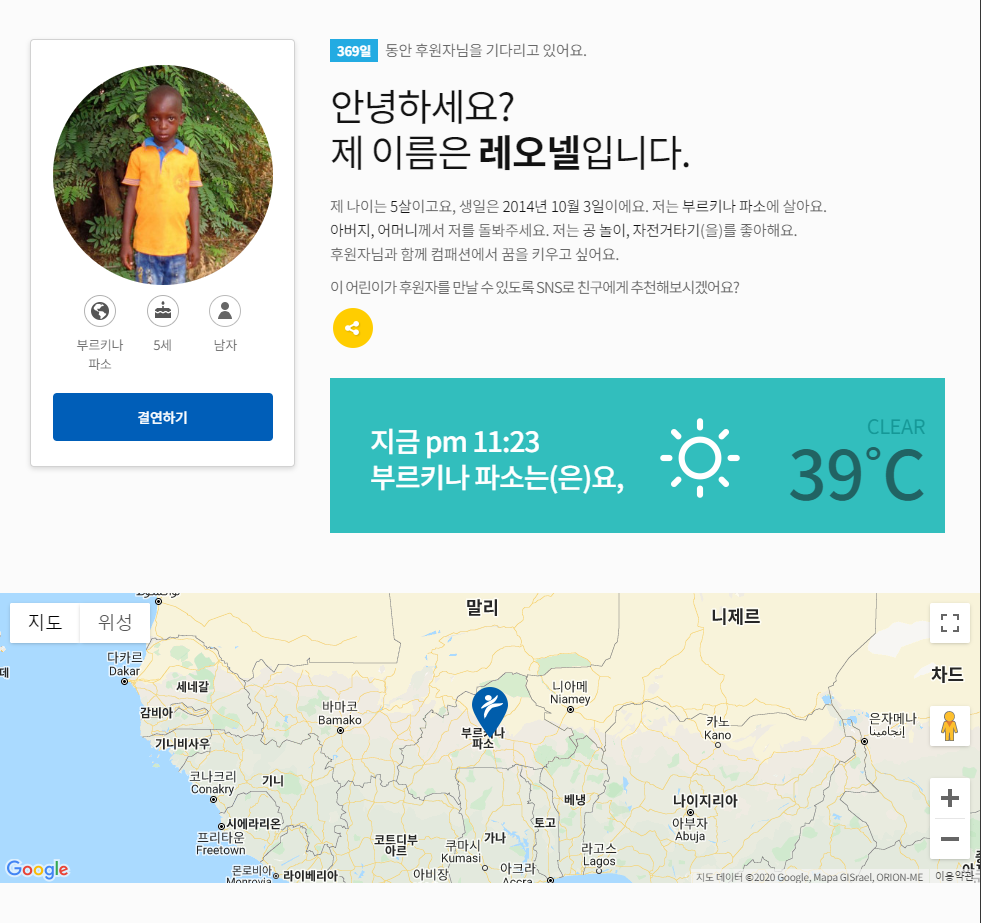 369일 동안 후원자님을 기다리고 있어요.
안녕하세요?
제 이름은 레오넬입니다.
제 나이는 5살이고요, 생일은 2014년 10월 3일이에요. 저는 부르키나 파소에 살아요.
아버지, 어머니께서 저를 돌봐주세요. 저는 공 놀이, 자전거타기(을)를 좋아해요.
후원자님과 함께 컴패션에서 꿈을 키우고 싶어요.
이 어린이가 후원자를 만날 수 있도록 SNS로 친구에게 추천해보시겠어요?
부르키나
파소
5세
남자
결연하기
지금 pm 11:23
부르키나 파소는(은)요,
CLEAR
39°C
지도
위성
말리
니제르
차드
다카르
Dakar
세네갈
감비아
기니비사우
바마코
Bamako
니아메
Niamey
부르키나
파소
카노
Kano
은자메나
إنجامينا
코나크리
Conakry
기니
시에라리온
프리타운
Freetown
몬로비아
Monrovia
라이베리아
코트디부
아르
쿠마시
Kumasi
가나
토고
베냉
나이지리아
아부자
Abuja
라고스
Lagos
아비장
아크라
Accra
Google
지도 데이터 ©2020 Google, Mapa GISrael, ORION-ME
이용약관